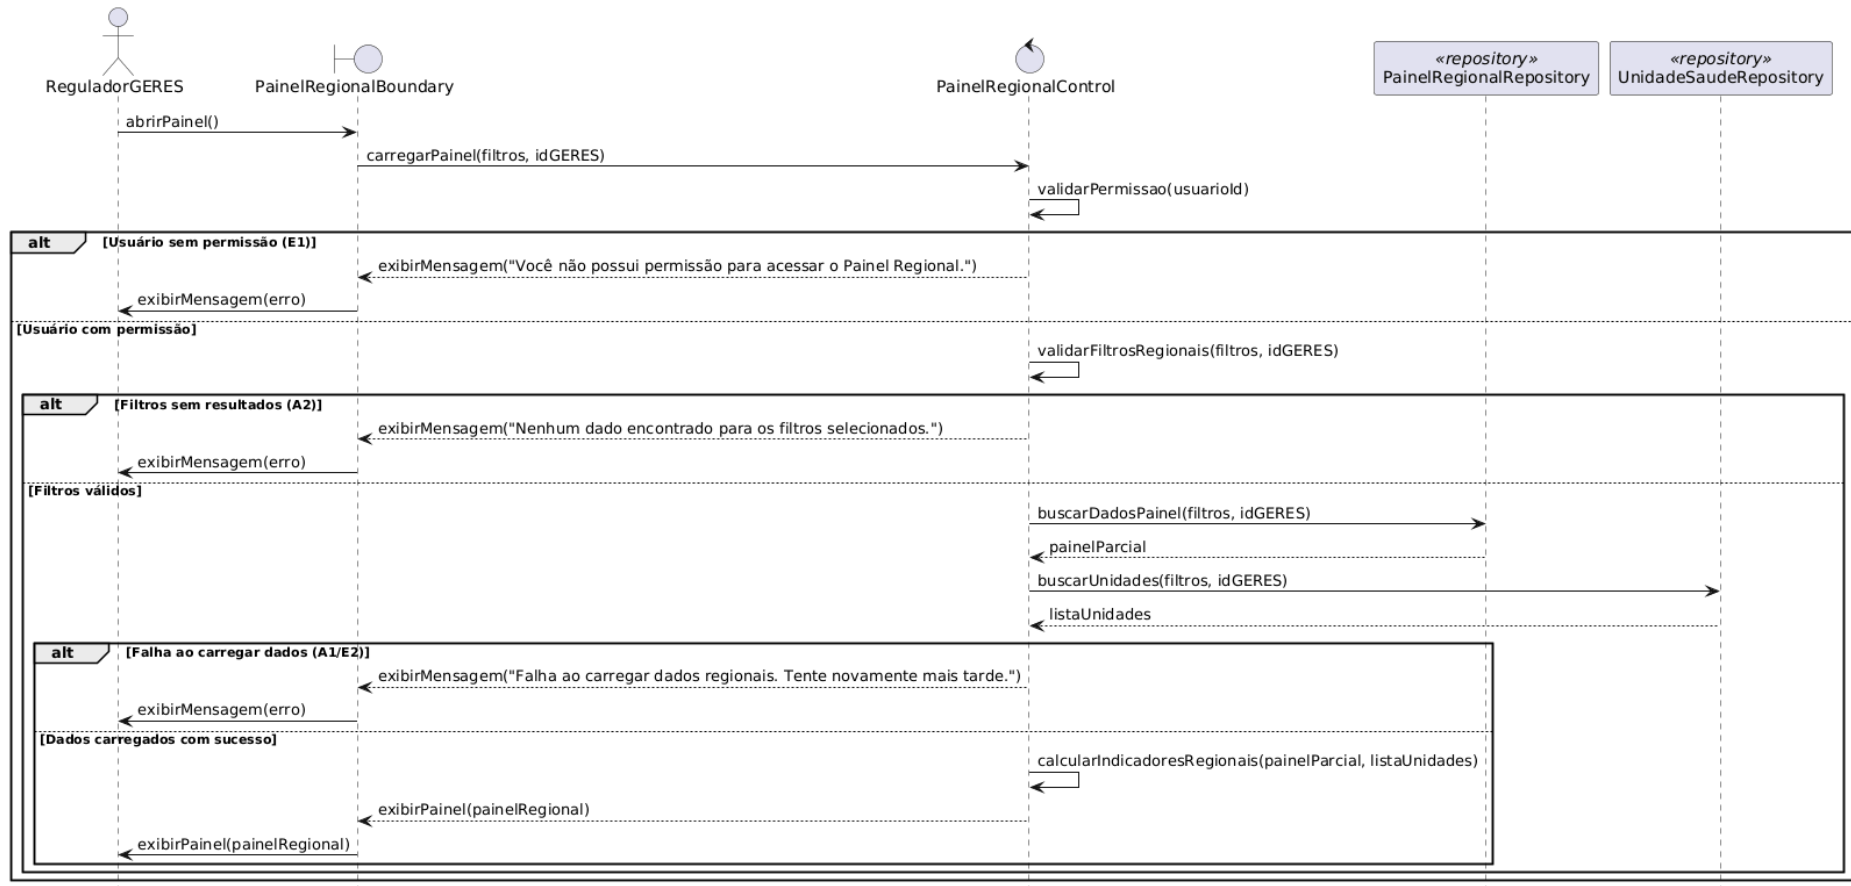 ReguladorGERES
PainelRegionalBoundary
PainelRegionalControl
«repository»
PainelRegionalRepository
«repository»
UnidadeSaudeRepository
abrirPainel()
carregarPainel(filtros, idGERES)
validarPermissao(usuarioId)
alt [Usuário sem permissão (E1)]
exibirMensagem("Você não possui permissão para acessar o Painel Regional.")
exibirMensagem(erro)
[Usuário com permissão]
validarFiltrosRegionais(filtros, idGERES)
alt [Filtros sem resultados (A2)]
exibirMensagem("Nenhum dado encontrado para os filtros selecionados.")
exibirMensagem(erro)
[Filtros válidos]
buscarDadosPainel(filtros, idGERES)
painelParcial
buscarUnidades(filtros, idGERES)
listaUnidades
alt [Falha ao carregar dados (A1/E2)]
exibirMensagem("Falha ao carregar dados regionais. Tente novamente mais tarde.")
exibirMensagem(erro)
[Dados carregados com sucesso]
calcularIndicadoresRegionais(painelParcial, listaUnidades)
exibirPainel(painelRegional)
exibirPainel(painelRegional)